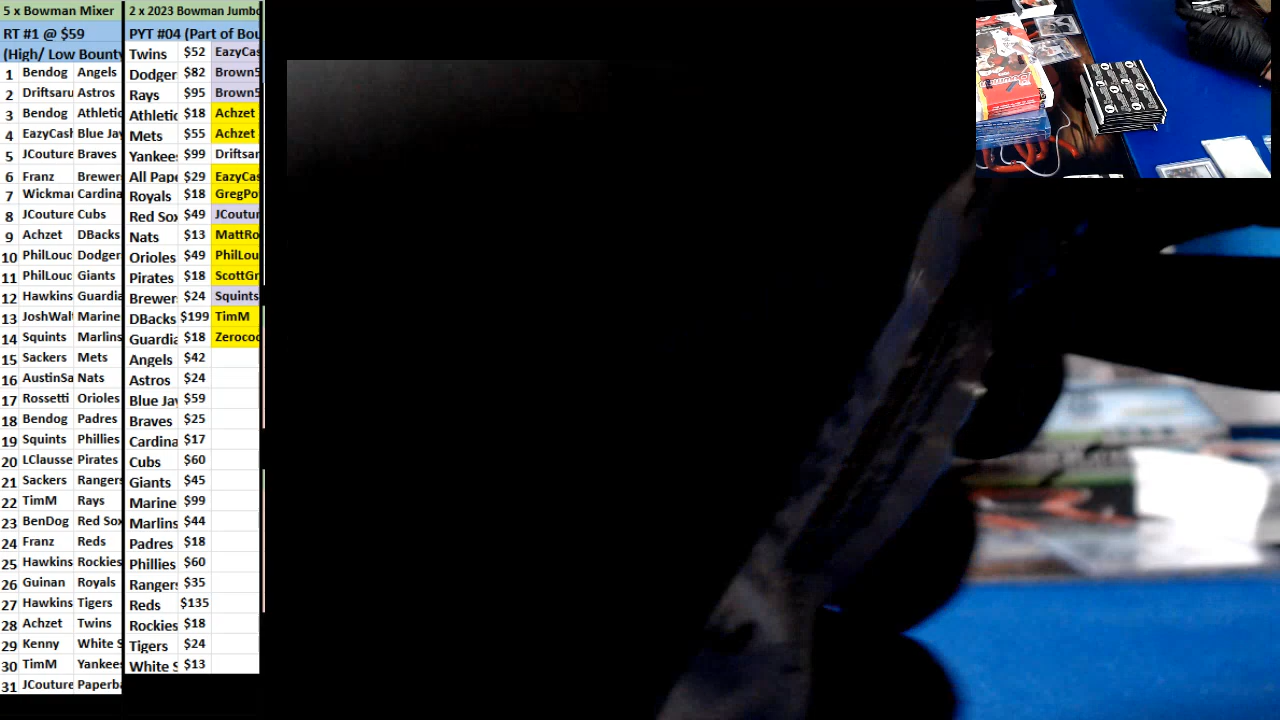 5 x Bowman Mixer
RT #1 @ $59
(High/ Low Bounty
1 Bendog Angels
2 Driftsaru Astros
3 Bendog Athletic
4 EazyCash Blue Jay
5 JCouture Braves
6 Franz Brewer
7 Wickma Cardina
8 JCouture Cubs
9 Achzet DBacks
10 PhilLouc Dodger
11 PhilLouc Giants
12 Hawkins Guardia
13 JoshWal Marine
14 Squints Marlins
15 Sackers Mets
16 AustinSa Nats
17 Rossetti Orioles
18 Bendog Padres
19 Squints Phillies
20 LClausse Pirates
21 Sackers Rangers
22 TimM Rays
23 BenDog Red Sox
24 Franz Reds
25 Hawkins Rockies
26 Guinan Royals
27 Hawkins Tigers
28 Achzet Twins
29 Kenny White S
30 TimM Yankee
31 JCouture Paperba
2 x 2023 Bowman Jumbo
PYT #04 (Part of Bou
Twins $52 EazyCas
Dodger $82 Brown5
Rays $95 Brown5
Athletic $18 Achzet
Mets $55 Achzet
Yankee $99 Driftsar
All Pape $29 EazyCas
Royals $18 GregPo
Red Sox $49 JCoutur
Nats $13 MattRo
Orioles $49 PhilLou
Pirates $18 ScottGr
Brewer $24 Squints
DBacks $199 TimM
Guardia $18 Zerocoo
Angels $42
Astros $24
Blue Jay $59
Braves $25
Cardina $17
Cubs $60
Giants $45
Marine $99
Marlins $44
Padres $18
Phillies $60
Rangers $35
Reds $135
Rockies $18
Tigers $24
White S $13